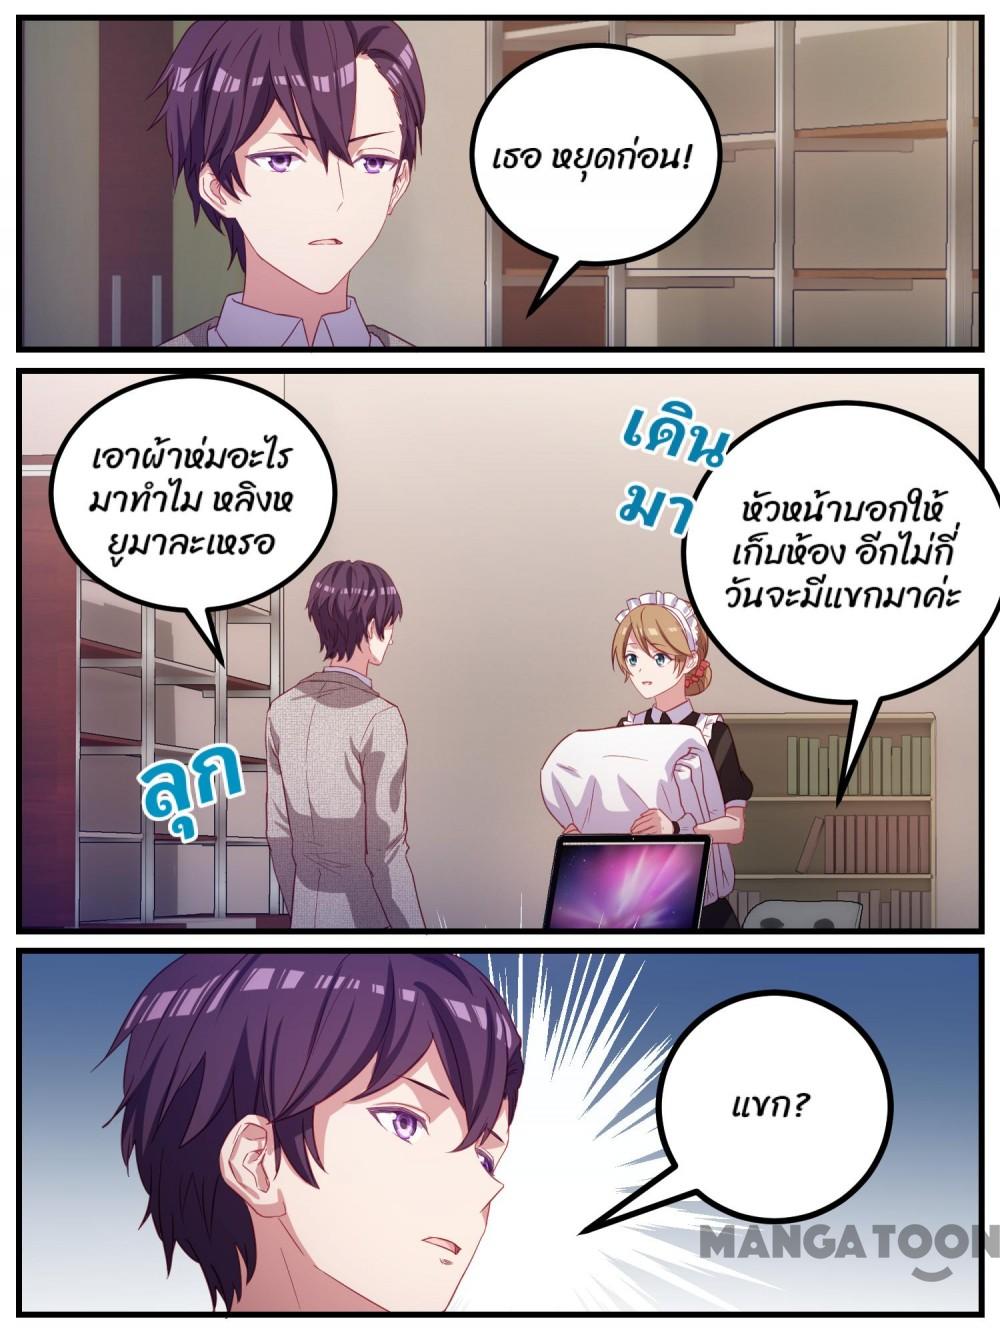 เธอ หยุดก่อน!
เอาผ้าห่มอะไร
มาทำไม หลิงห
ยูมาละเหรอ
เดิน
มา
หัวหน้าบอกให้
เก็บห้อง อีกไม่กี่
วันจะมีแขกมาค่ะ
ลุก
แขก?
MANGATOON